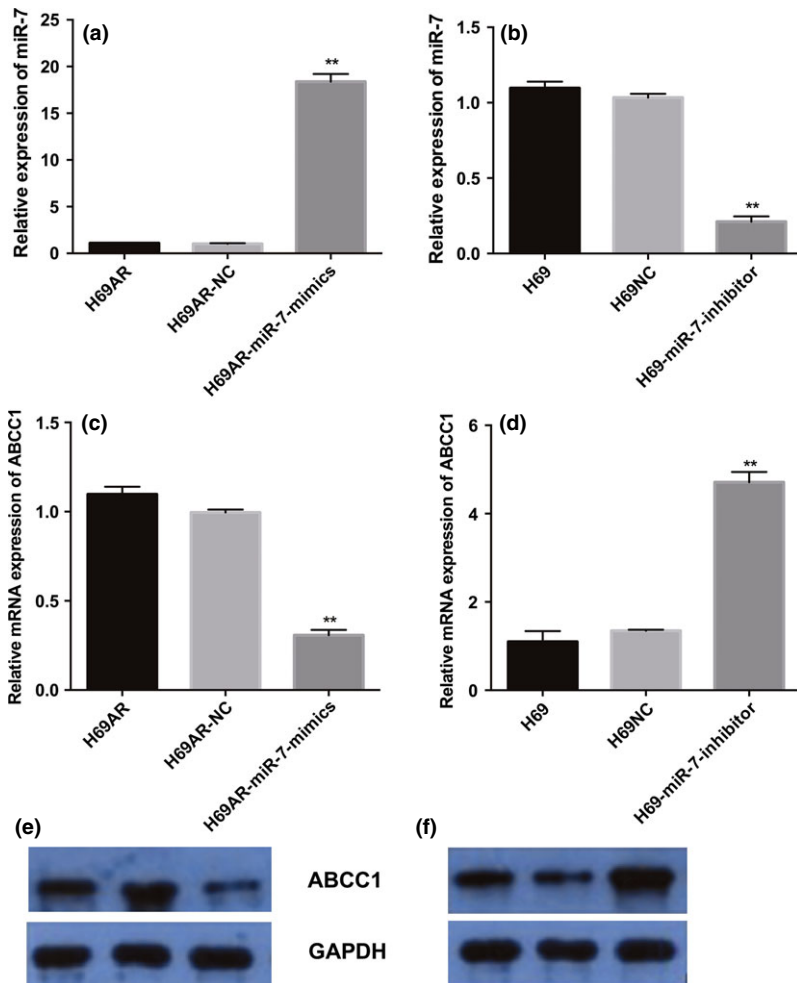 (a)
Relative expression of miR-7
25
20
15
10
5
0
**
H69AR
H69AR-NC
H69AR-miR-7-mimics
(b)
Relative expression of miR-7
1.5
1.0
0.5
0.0
**
H69
H69NC
H69-miR-7-inhibitor
(c)
Relative mRNA expression of ABCC1
1.5
1.0
0.5
0.0
**
H69AR
H69AR-NC
H69AR-miR-7-mimics
(d)
Relative mRNA expression of ABCC1
6
4
2
0
**
H69
H69NC
H69-miR-7-inhibitor
(e)
(f)
ABCC1
GAPDH